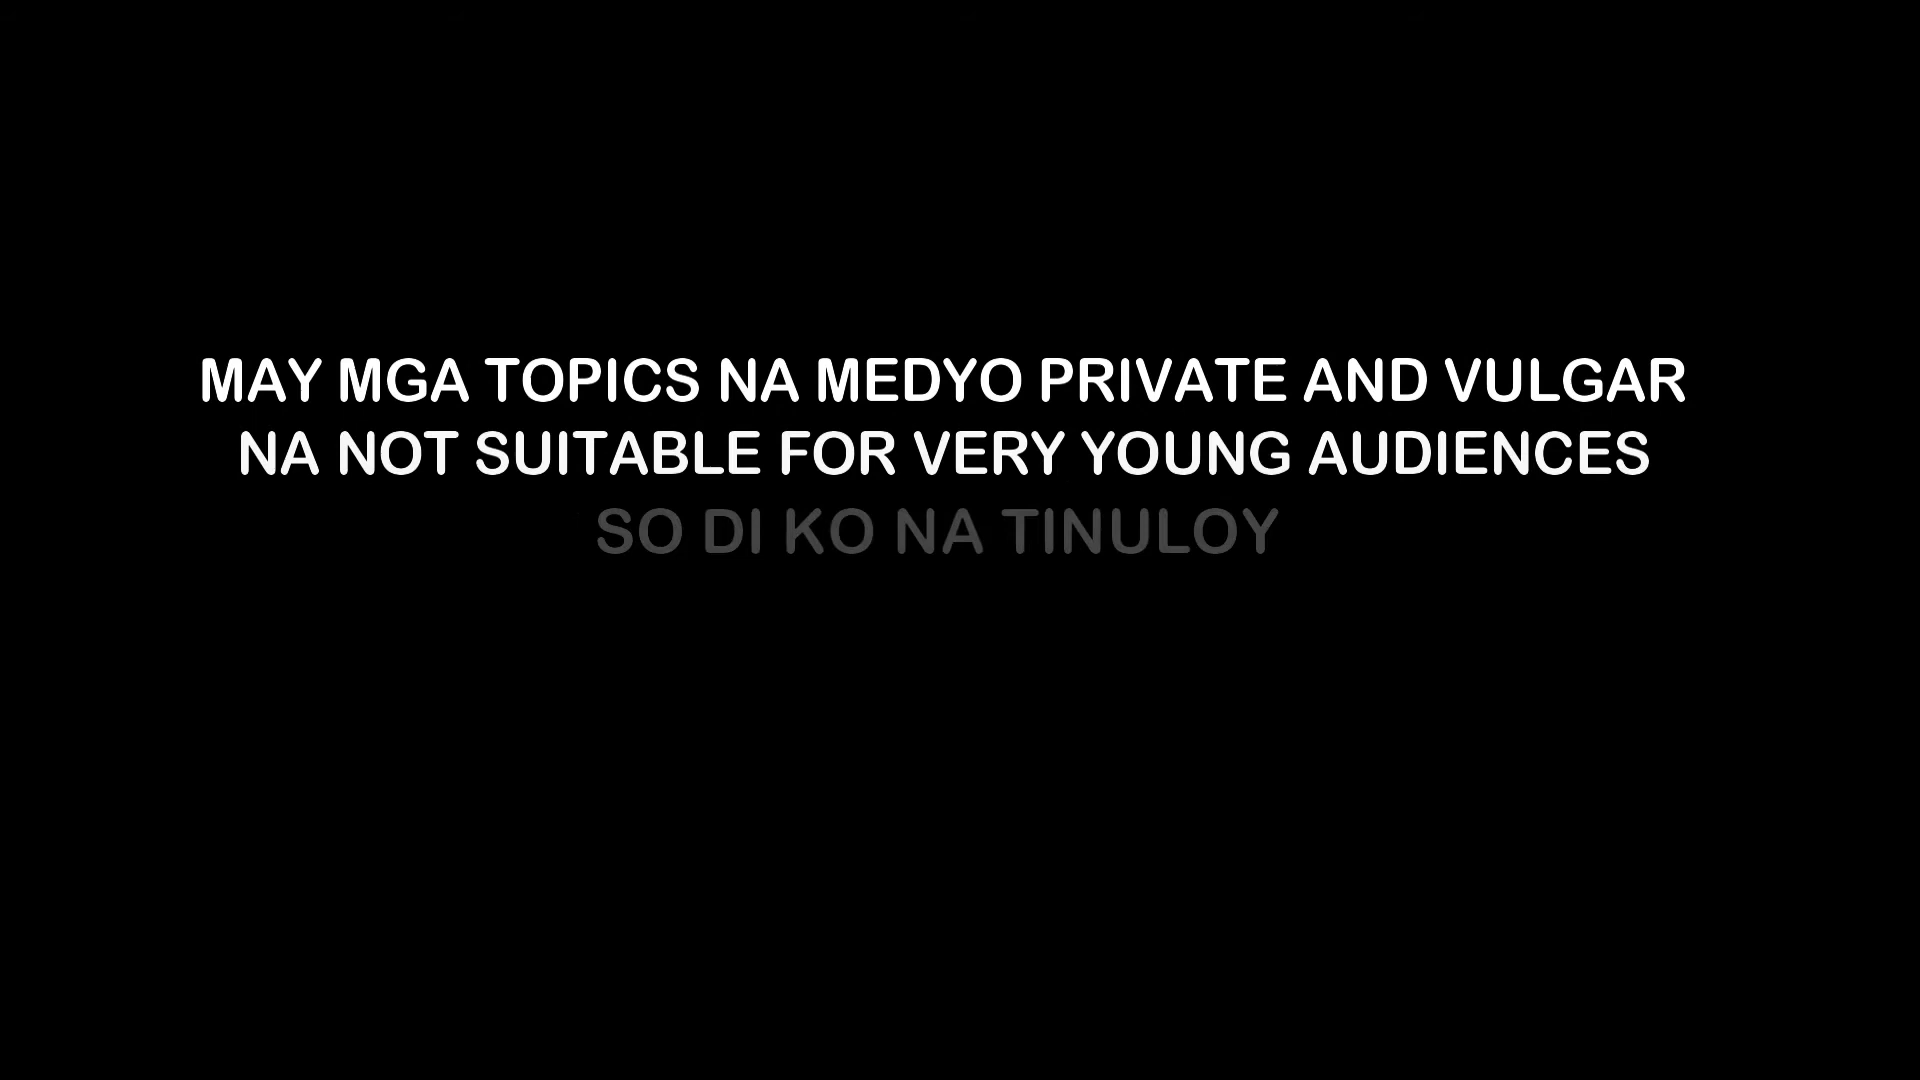 MAY MGA TOPICS NA MEDYO PRIVATE AND VULGAR
NA NOT SUITABLE FOR VERY YOUNG AUDIENCES
SO DI KO NA TINULOY